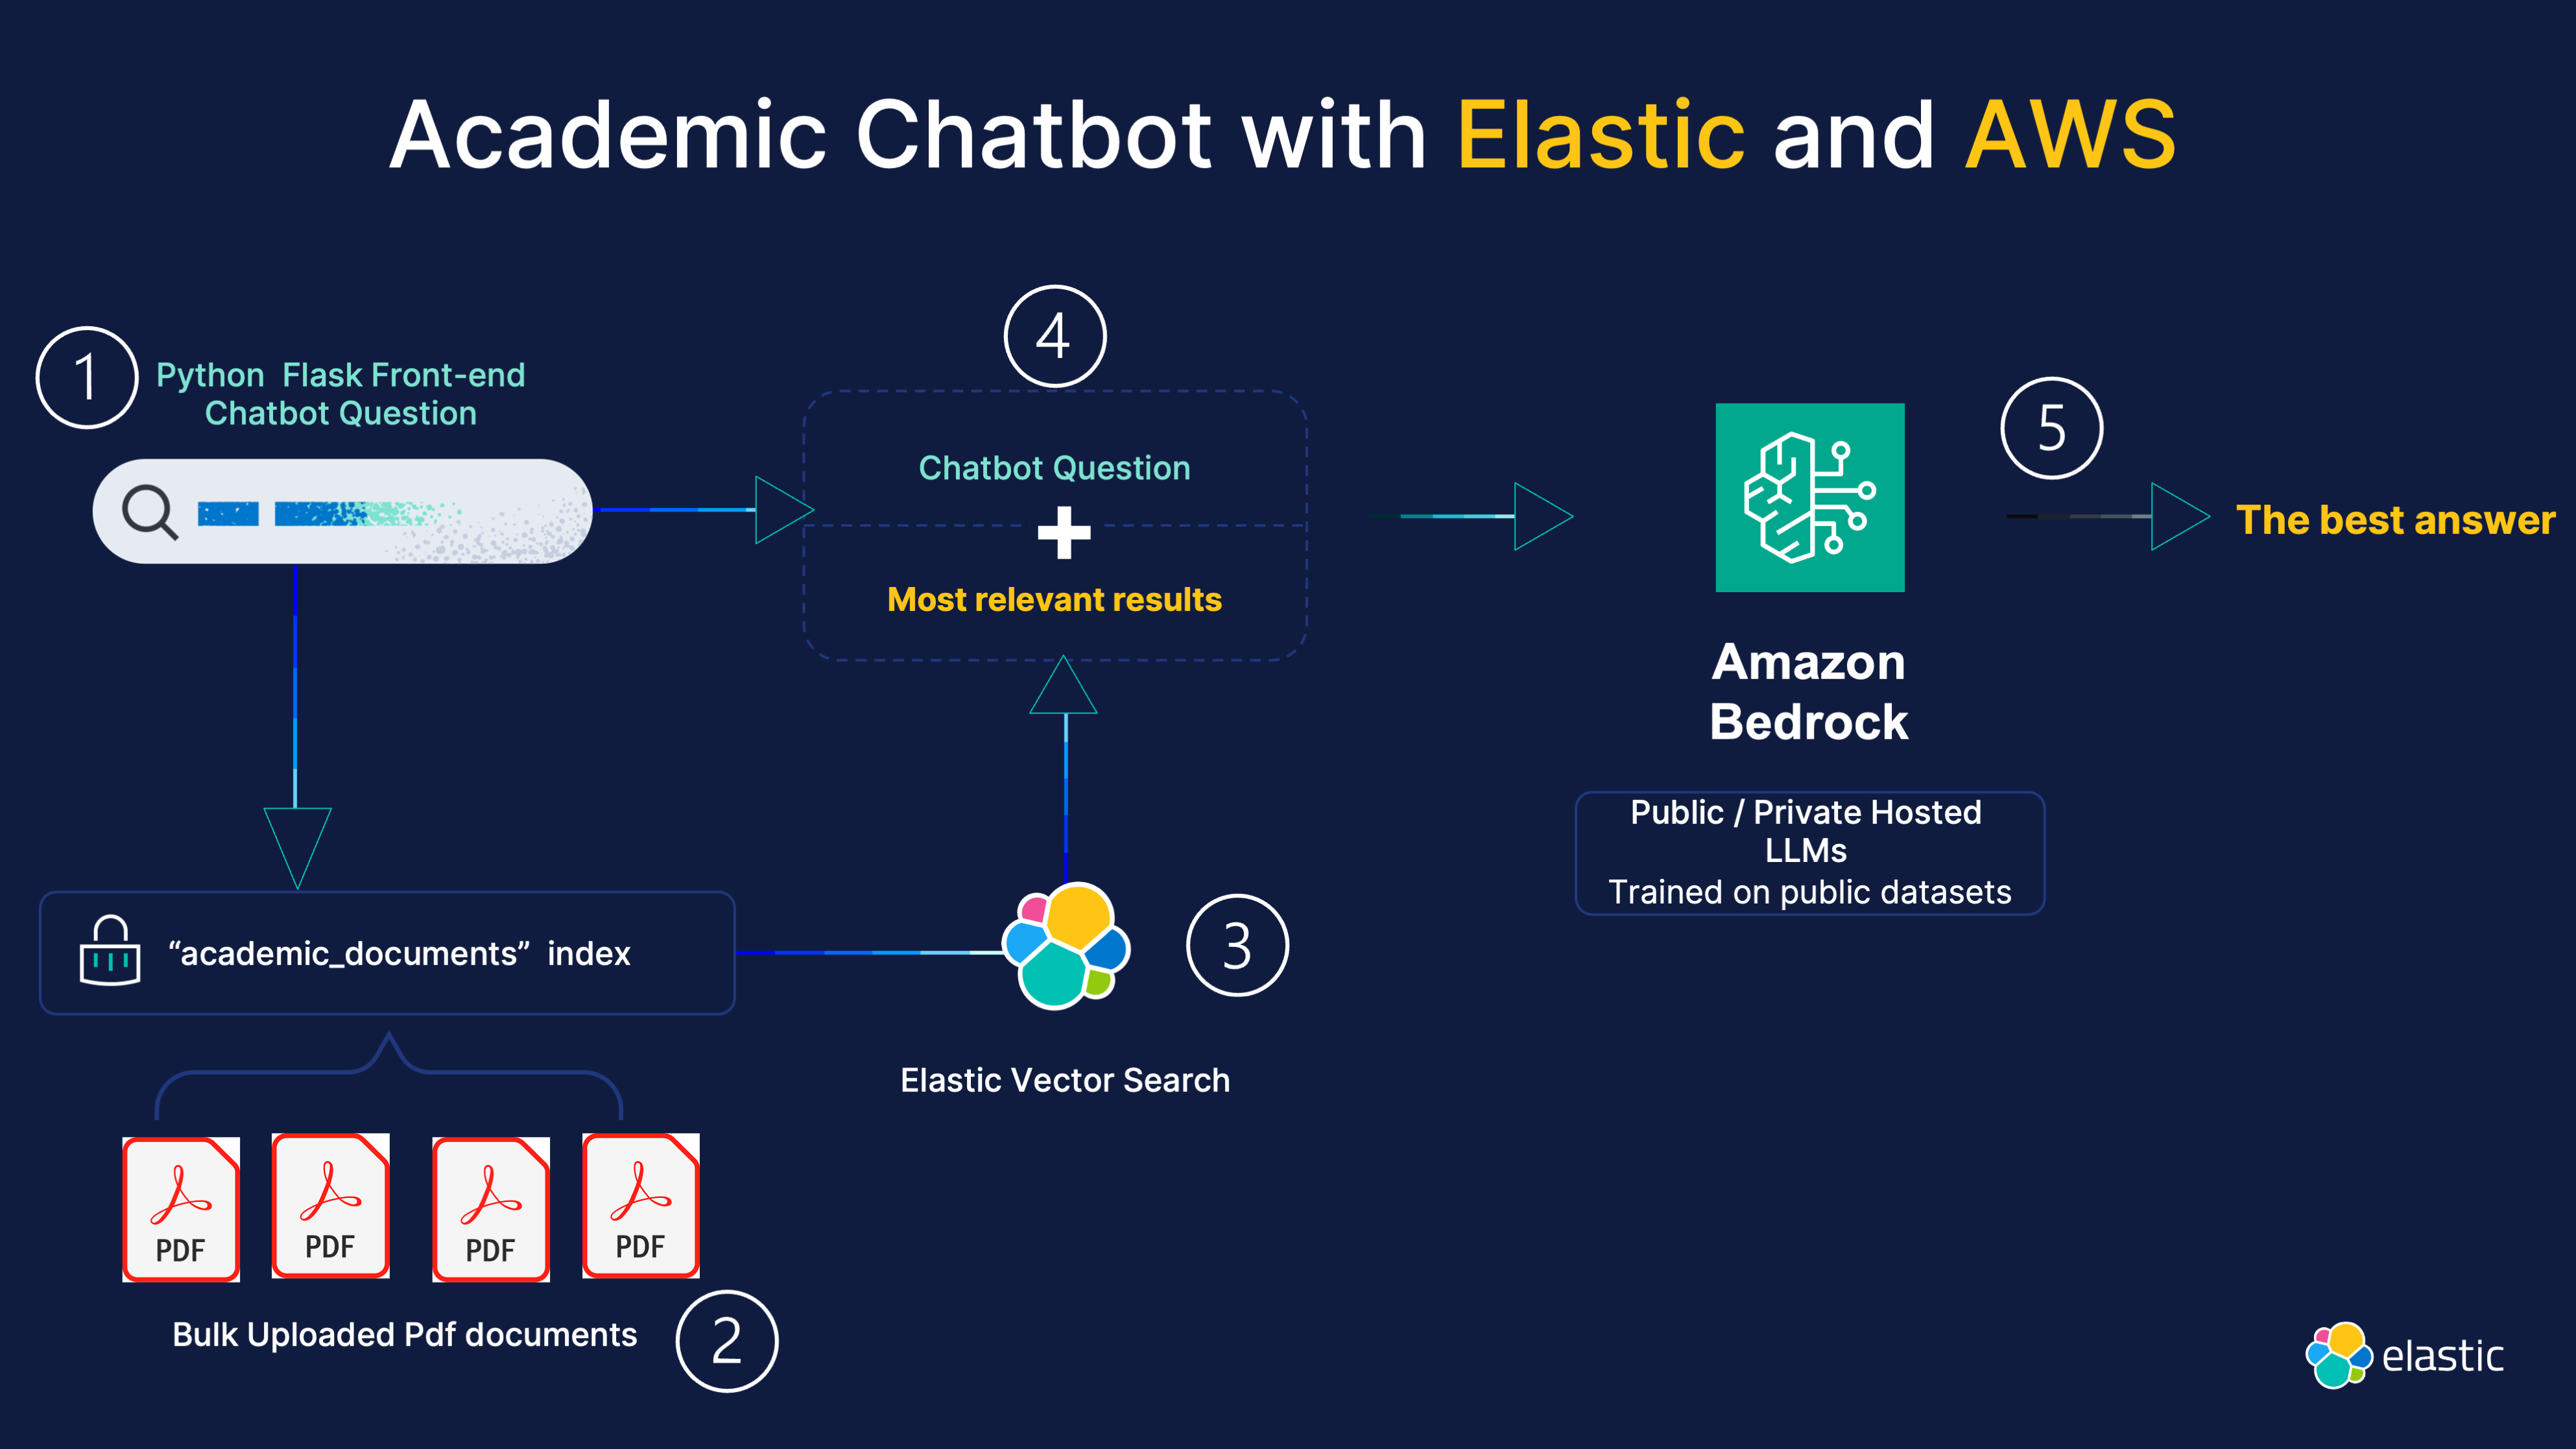 Academic Chatbot with Elastic and AWS
1
Python Flask Front-end
Chatbot Question
4
Chatbot Question
+
Most relevant results
Amazon
Bedrock
Public / Private Hosted
LLMs
Trained on public datasets
5
The best answer
“academic_documents” index
3
Elastic Vector Search
PDF
PDF
PDF
PDF
Bulk Uploaded Pdf documents
2
elastic